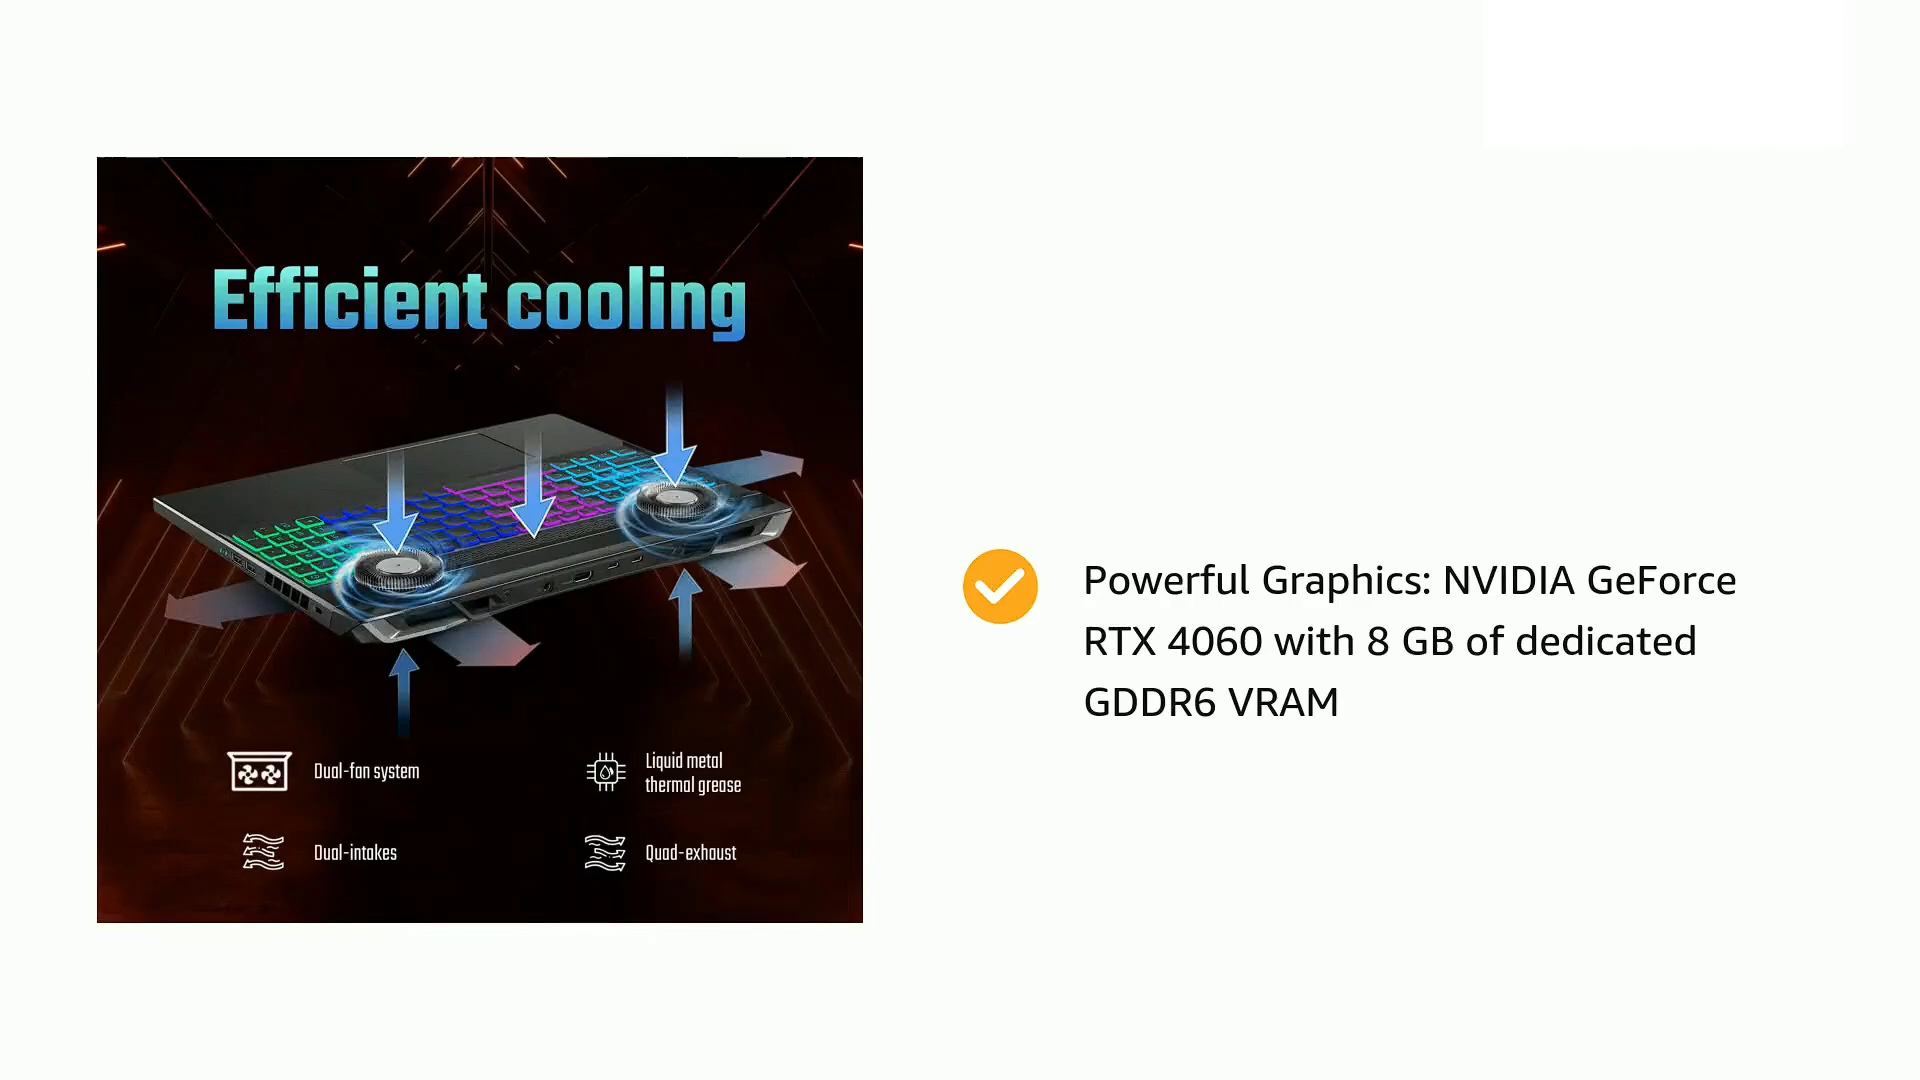 Efficient cooling
Dual-fan system
Liquid metal
thermal grease
Dual-intakes
Quad-exhaust
Powerful Graphics: NVIDIA GeForce
RTX 4060 with 8 GB of dedicated
GDDR6 VRAM